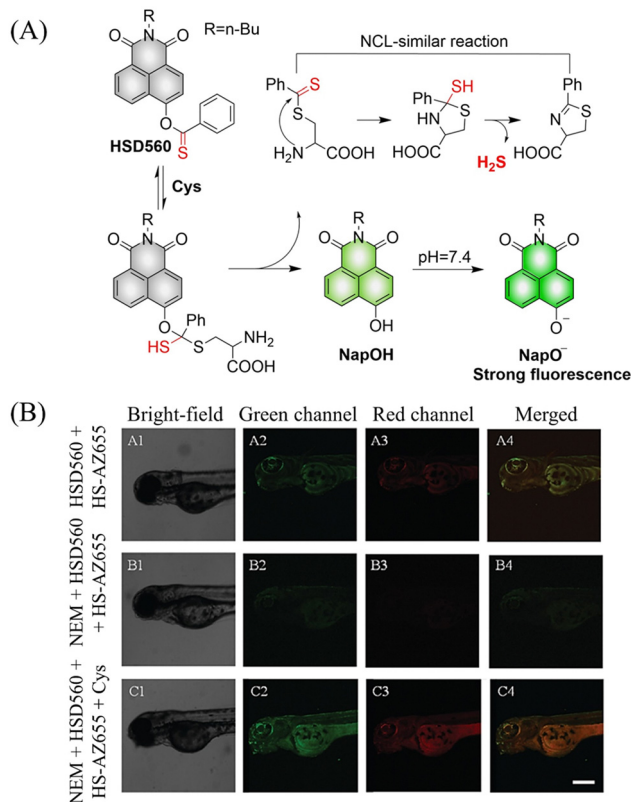 (A)
R
N
O
O
R=n-Bu
O
S
HSD560
Cys
R
N
O
O
O
Ph
HS
S
NH₂
COOH
NCL-similar reaction
Ph
S
S
H₂N
COOH
SH
Ph
HN
S
HOOC
H₂S
Ph
N
S
HOOC
R
N
O
O
OH
NapOH
pH=7.4
R
N
O
O
O⁻
NapO⁻
Strong fluorescence
(B)
Bright-field
Green channel
Red channel
Merged
HSD560 +
HS-AZ655
A1
A2
A3
A4
NEM + HSD560
+ HS-AZ655
B1
B2
B3
B4
NEM + HSD560 +
HS-AZ655 + Cys
C1
C2
C3
C4